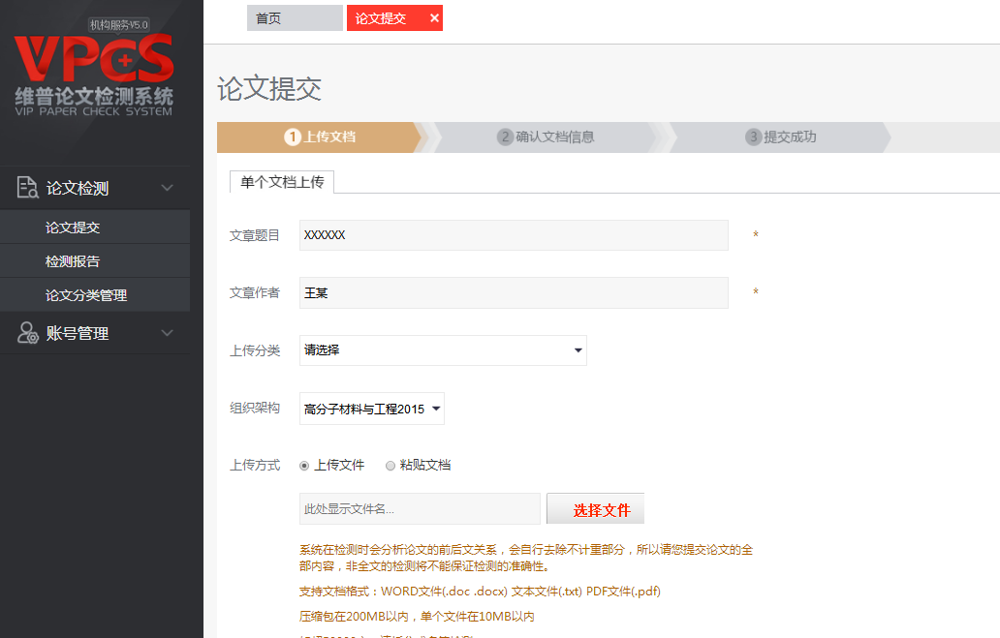 机构服务V5.0
VPCS
维普论文检测系统
VIP PAPER CHECK SYSTEM
论文检测
论文提交
检测报告
论文分类管理
账号管理
首页
论文提交 ×
论文提交
1 上传文档
2 确认文档信息
3 提交成功
单个文档上传
文章题目 XXXXXX *
文章作者 王某 *
上传分类 请选择
组织架构 高分子材料与工程2015
上传方式 上传文件 粘贴文档
此处显示文件名... 选择文件
系统在检测时会分析论文的前后文关系，会自行去除不计重部分，所以请您提交论文的全
部内容，非全文的检测将不能保证检测的准确性。
支持文档格式：WORD文件(.doc .docx) 文本文件(.txt) PDF文件(.pdf)
压缩包在200MB以内，单个文件在10MB以内